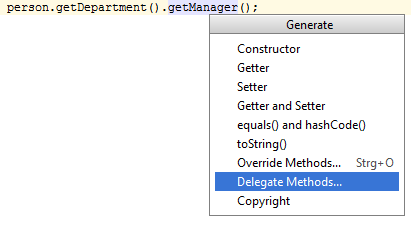 person.getDepartment().getManager();
Generate
Constructor
Getter
Setter
Getter and Setter
equals() and hashCode()
toString()
Override Methods... Strg+O
Delegate Methods...
Copyright